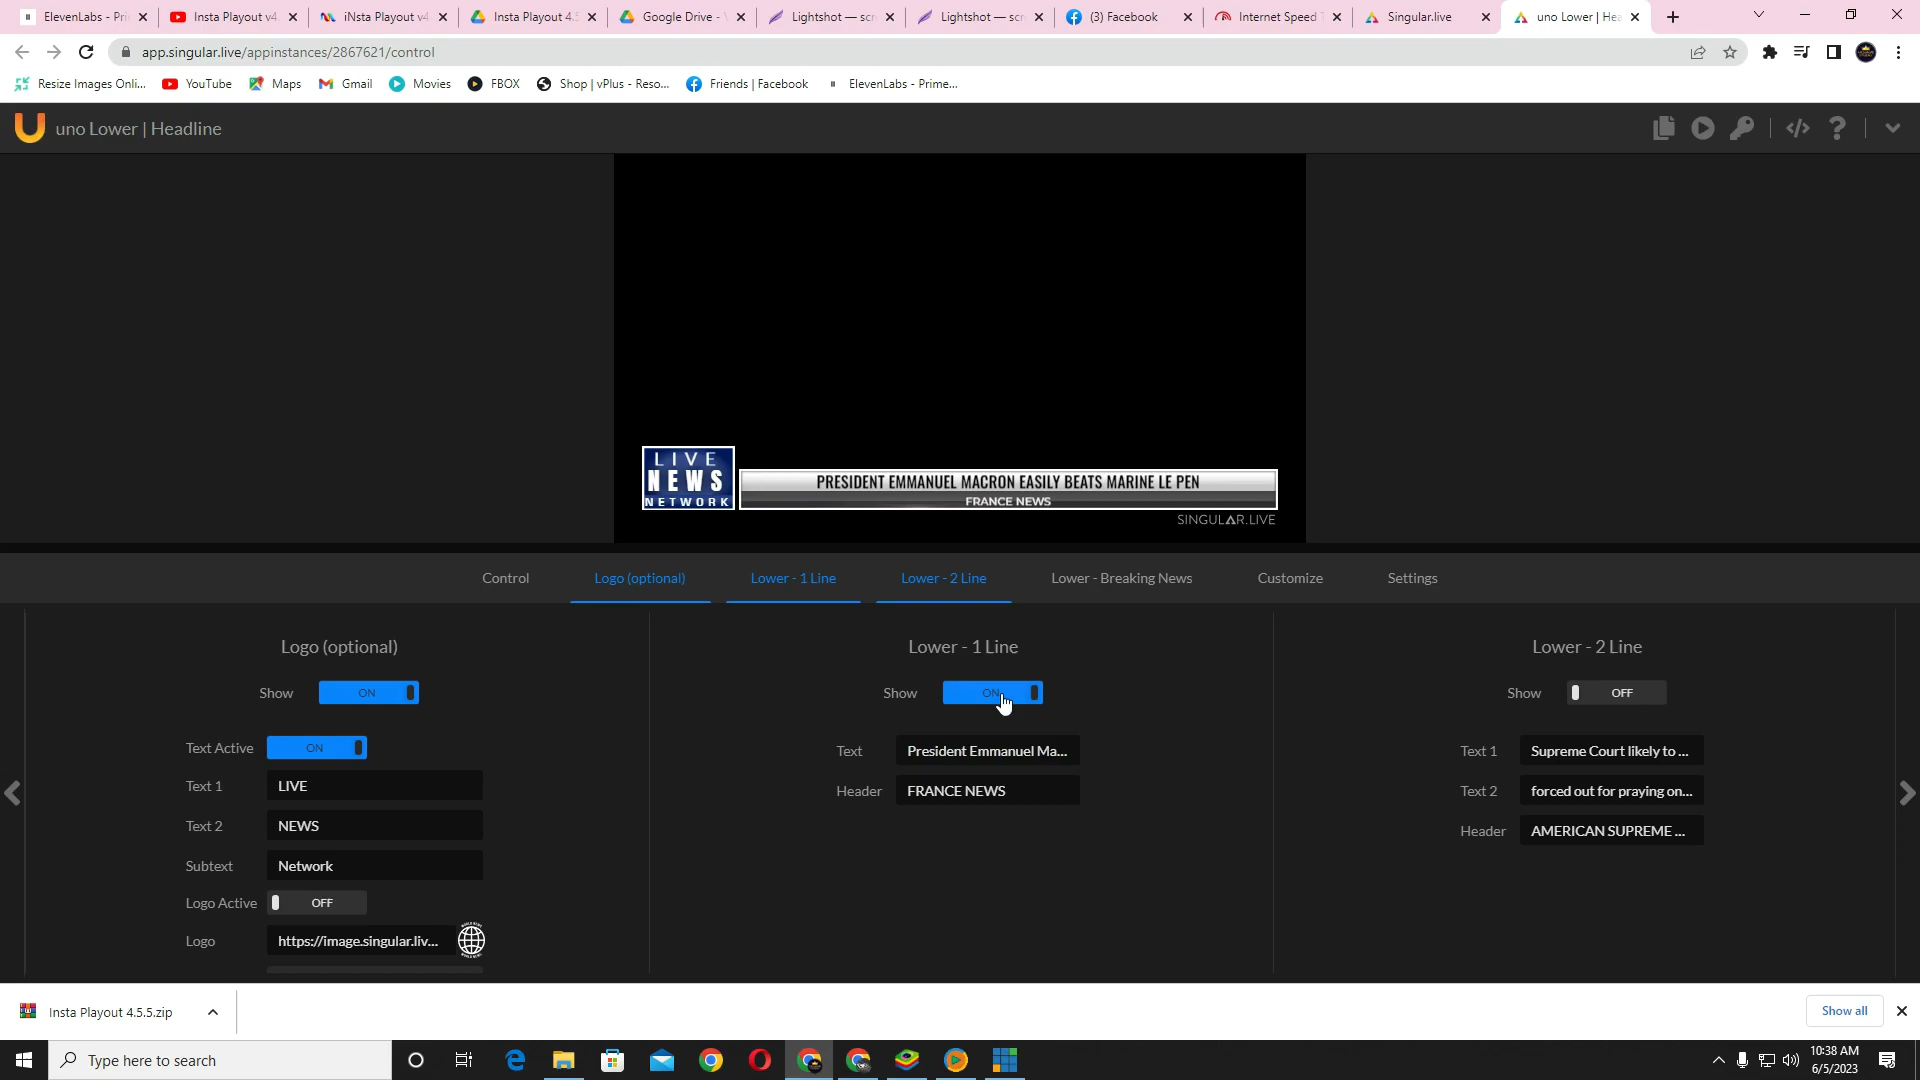 ElevenLabs - Pri
Insta Playout v4
iNsta Playout v4
Insta Playout 4.5
Google Drive -
Lightshot — scr
Lightshot — scr
(3) Facebook
Internet Speed T
Singular.live
uno Lower | Hea
app.singular.live/appinstances/2867621/control
Resize Images Onli...
YouTube
Maps
Gmail
Movies
FBOX
Shop | vPlus - Reso...
Friends | Facebook
ElevenLabs - Prime...
uno Lower | Headline
LIVE
NEWS
NETWORK
PRESIDENT EMMANUEL MACRON EASILY BEATS MARINE LE PEN
FRANCE NEWS
SINGULAR.LIVE
Control
Logo (optional)
Lower - 1 Line
Lower - 2 Line
Lower - Breaking News
Customize
Settings
Logo (optional)
Show ON
Text Active ON
Text 1 LIVE
Text 2 NEWS
Subtext Network
Logo Active OFF
Logo https://image.singular.liv...
Lower - 1 Line
Show ON
Text President Emmanuel Ma...
Header FRANCE NEWS
Lower - 2 Line
Show OFF
Text 1 Supreme Court likely to ...
Text 2 forced out for praying on...
Header AMERICAN SUPREME ...
Insta Playout 4.5.5.zip
Show all
Type here to search
10:38 AM
6/5/2023